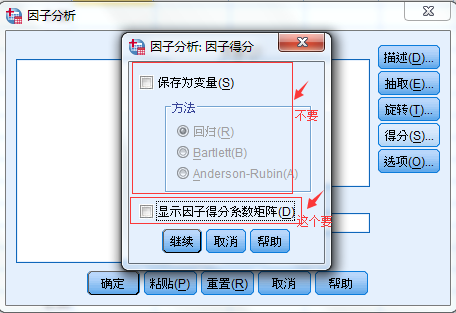 因子分析
因子分析: 因子得分
保存为变量(S)
不要
方法
回归(R)
Bartlett(B)
Anderson-Rubin(A)
显示因子得分系数矩阵(D)
这个要
继续
取消
帮助
描述(D)...
抽取(E)...
旋转(T)...
得分(S)...
选项(O)...
确定
粘贴(P)
重置(R)
取消
帮助